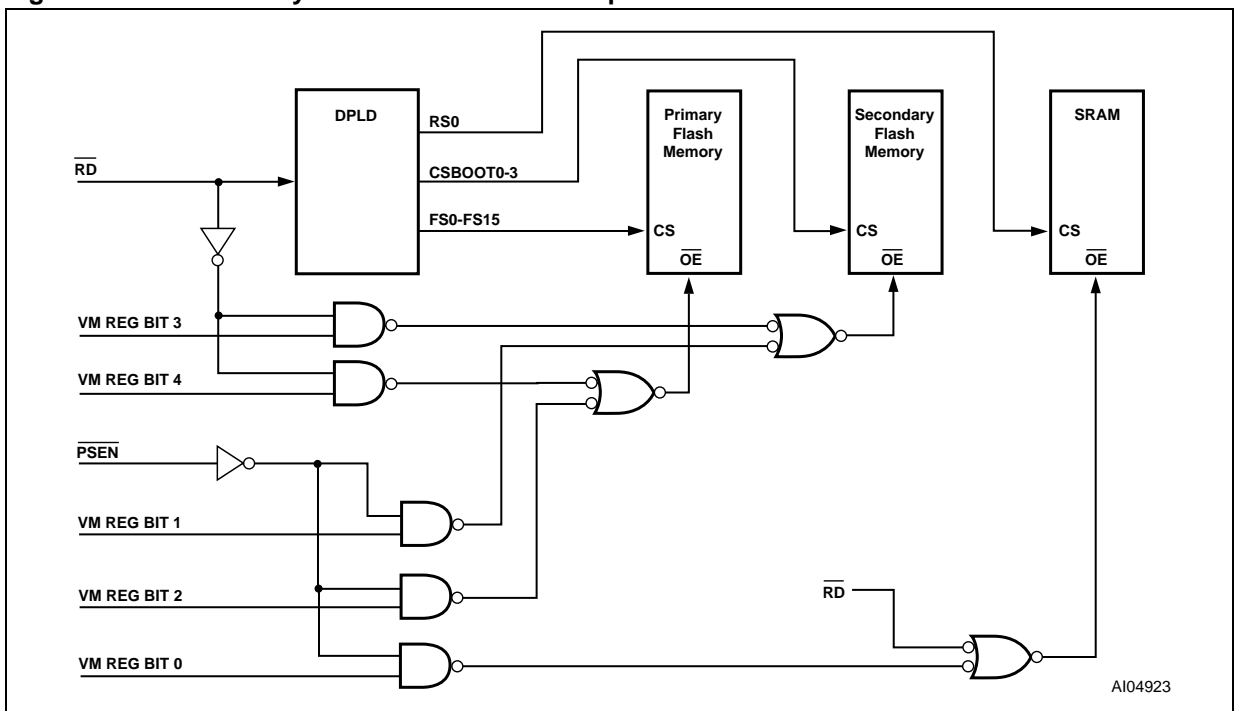 DPLD
RS0
CSBOOT0-3
FS0-FS15
RD
Primary
Flash
Memory
CS
OE
Secondary
Flash
Memory
CS
OE
SRAM
CS
OE
VM REG BIT 3
VM REG BIT 4
PSEN
VM REG BIT 1
VM REG BIT 2
VM REG BIT 0
RD
AI04923